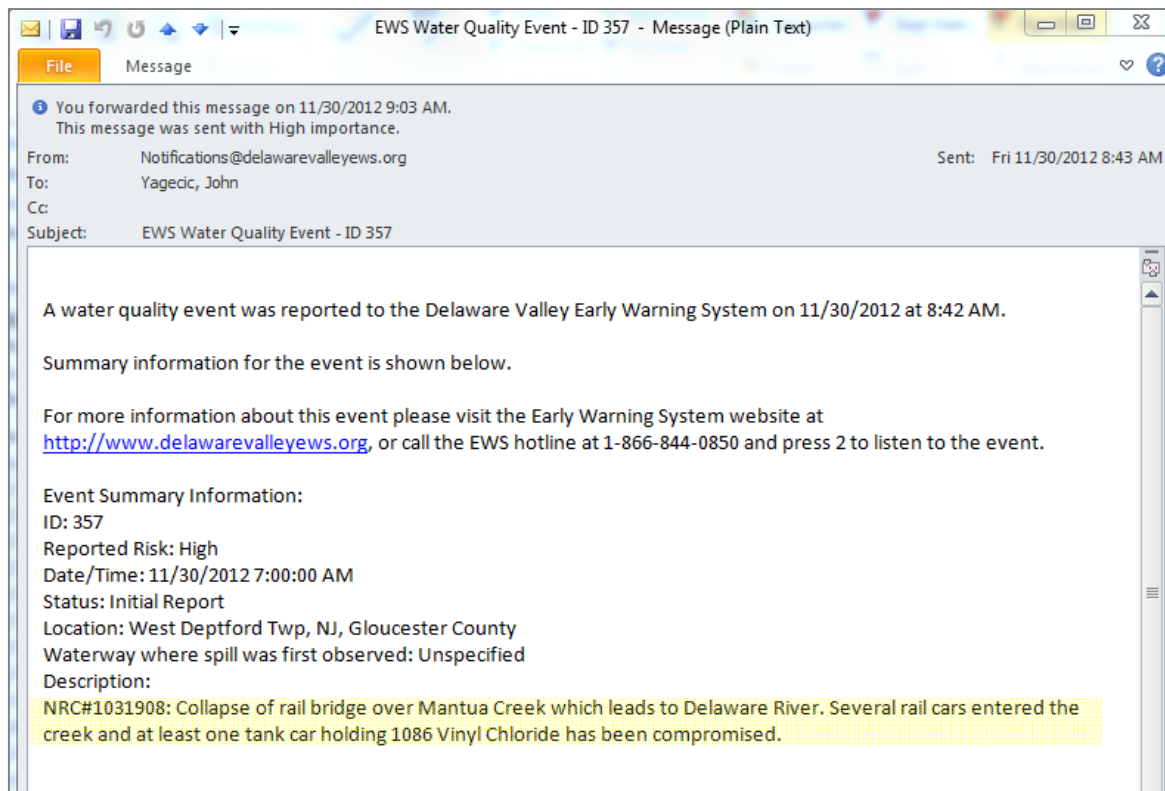 EWS Water Quality Event - ID 357 - Message (Plain Text)
File Message
You forwarded this message on 11/30/2012 9:03 AM.
This message was sent with High importance.
From: Notifications@delawarevalleyews.org Sent: Fri 11/30/2012 8:43 AM
To: Yagecic, John
Cc:
Subject: EWS Water Quality Event - ID 357
A water quality event was reported to the Delaware Valley Early Warning System on 11/30/2012 at 8:42 AM.
Summary information for the event is shown below.
For more information about this event please visit the Early Warning System website at
http://www.delawarevalleyews.org, or call the EWS hotline at 1-866-844-0850 and press 2 to listen to the event.
Event Summary Information:
ID: 357
Reported Risk: High
Date/Time: 11/30/2012 7:00:00 AM
Status: Initial Report
Location: West Deptford Twp, NJ, Gloucester County
Waterway where spill was first observed: Unspecified
Description:
NRC#1031908: Collapse of rail bridge over Mantua Creek which leads to Delaware River. Several rail cars entered the
creek and at least one tank car holding 1086 Vinyl Chloride has been compromised.